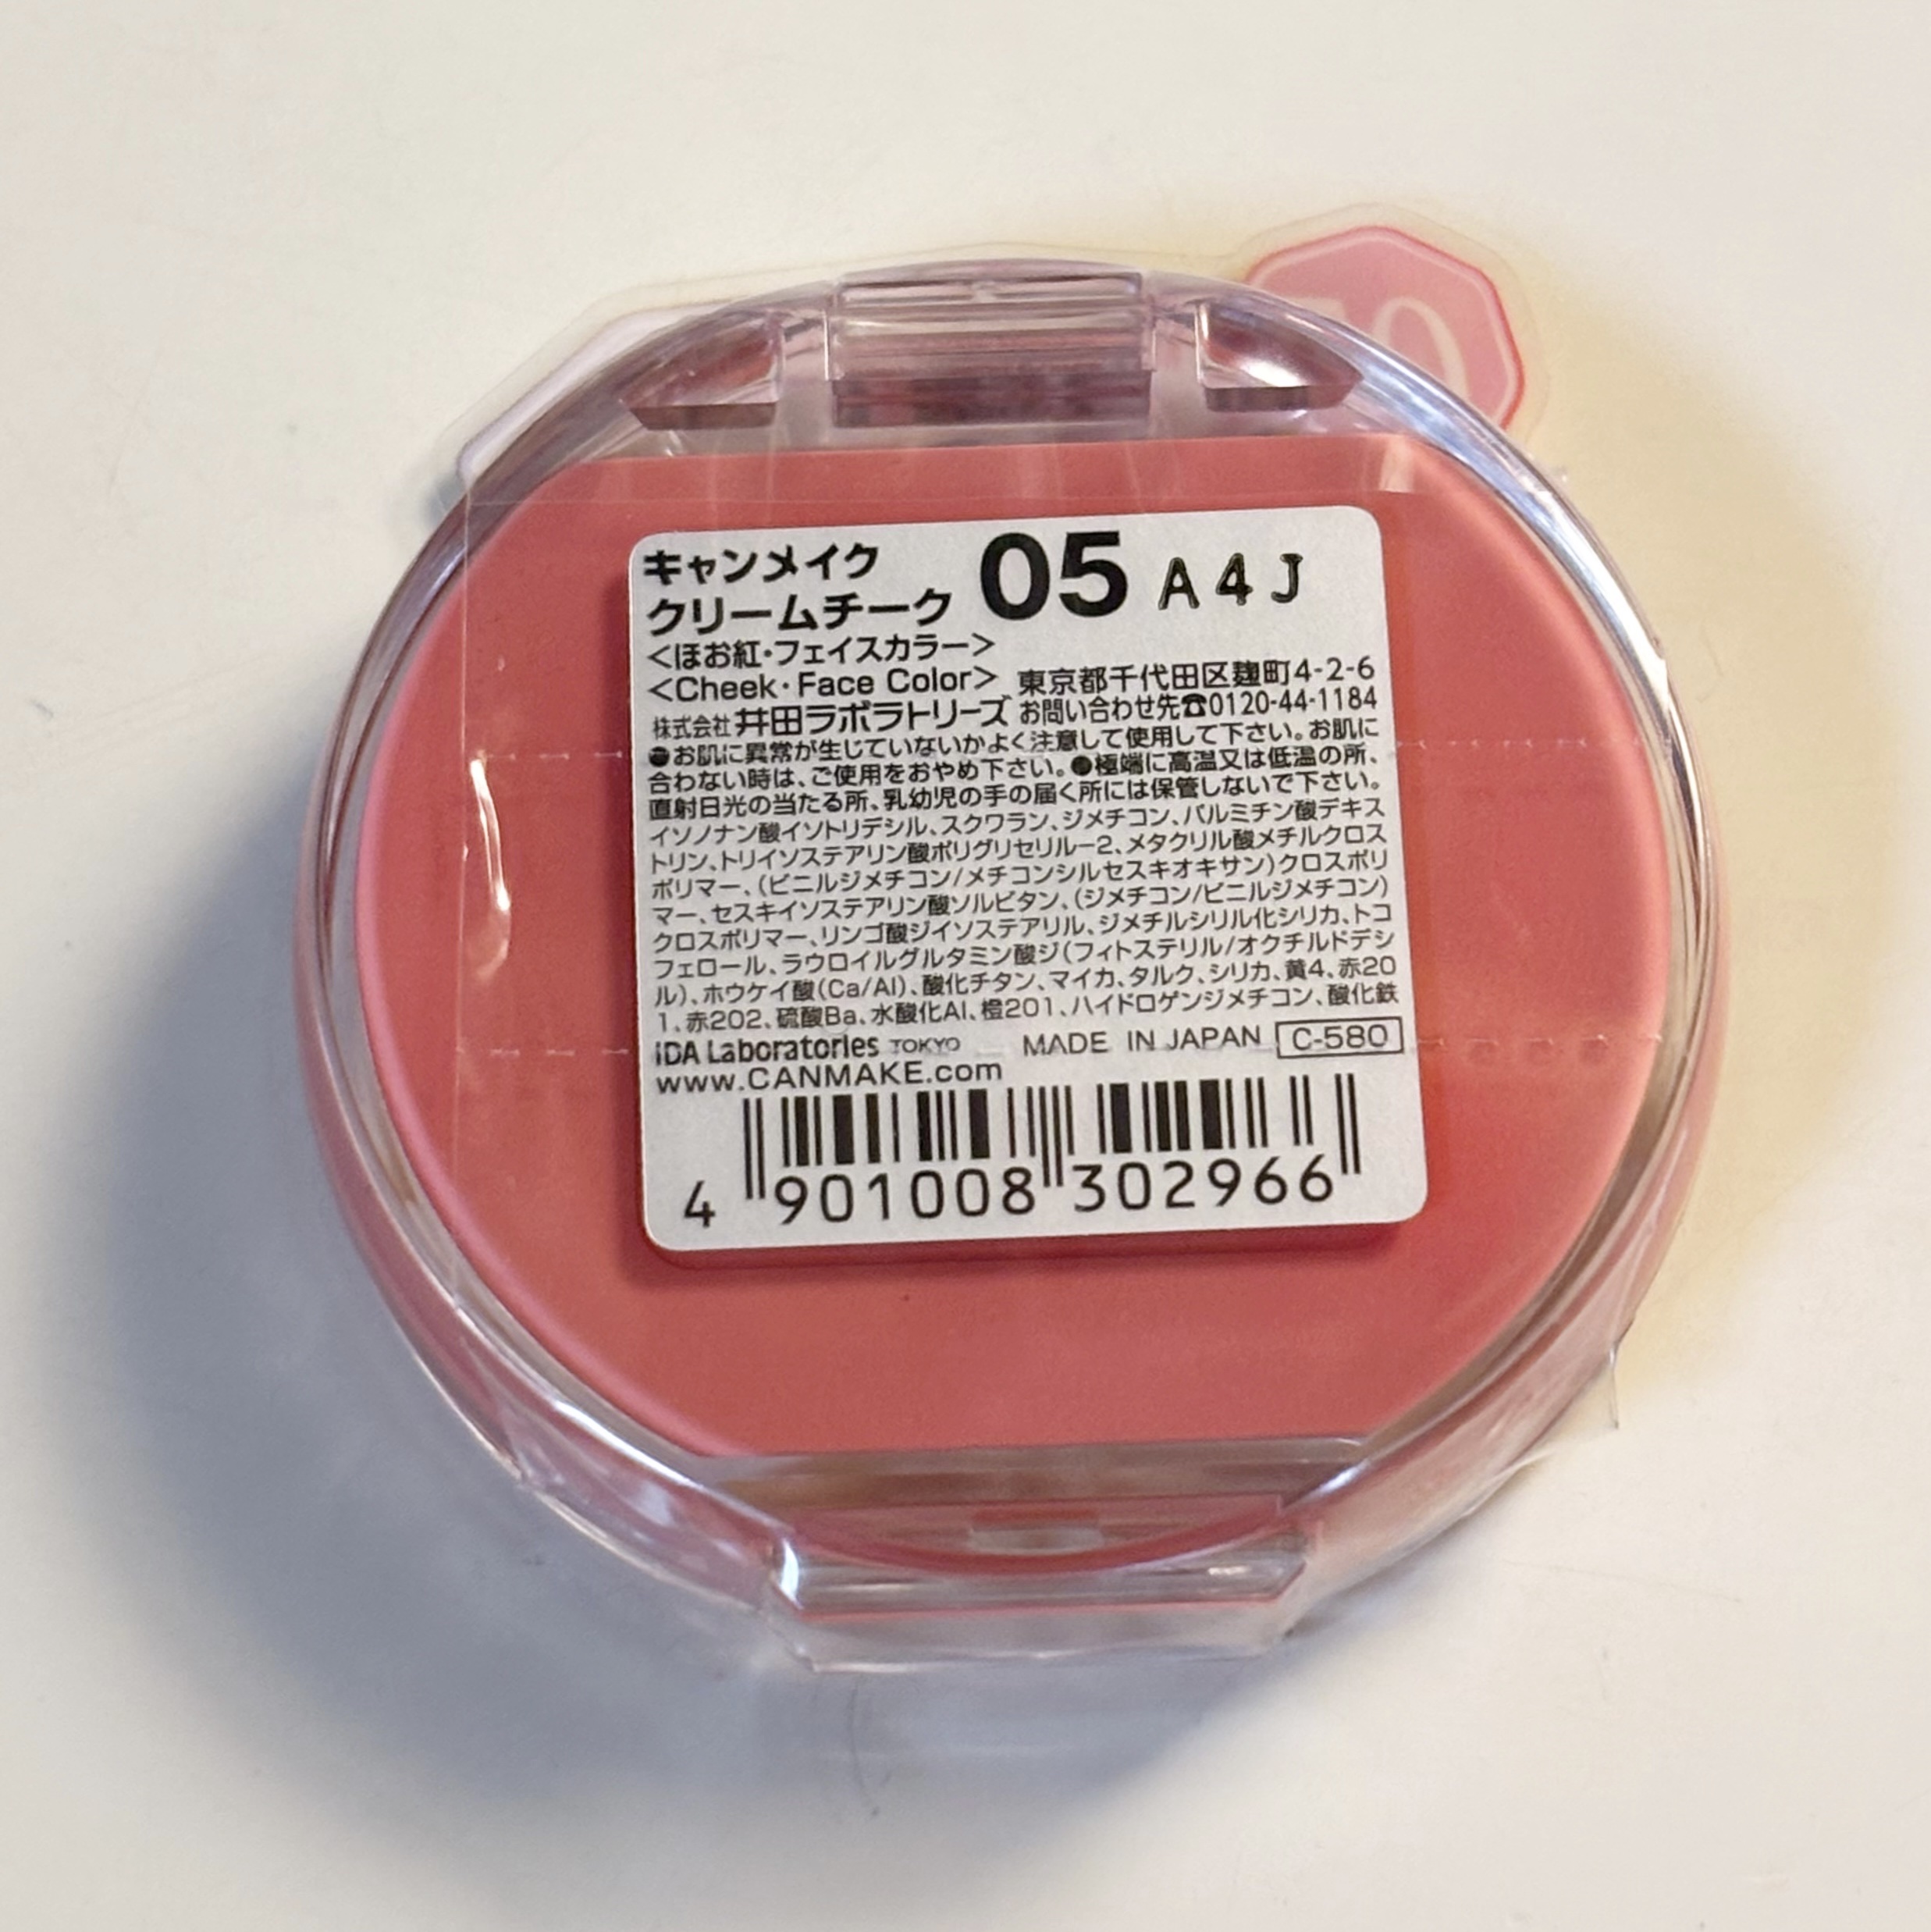 キャンメイク
クリームチーク 05 A4J
<ほお紅・フェイスカラー>
<Cheek・Face Color> 東京都千代田区麹町4-2-6
株式会社井田ラボラトリーズ お問い合わせ先☎0120-44-1184
●お肌に異常が生じていないかよく注意して使用して下さい。お肌に
合わない時は、ご使用をおやめ下さい。●極端に高温又は低温の所、
直射日光の当たる所、乳幼児の手の届く所には保管しないで下さい。
イソノナン酸イソトリデシル、スクワラン、ジメチコン、パルミチン酸デキス
トリン、トリイソステアリン酸ポリグリセリル-2、メタクリル酸メチルクロス
ポリマー、(ビニルジメチコン/メチコンシルセスキオキサン)クロスポリ
マー、セスキイソステアリン酸ソルビタン、(ジメチコン/ビニルジメチコン)
クロスポリマー、リンゴ酸ジイソステアリル、ジメチルシリル化シリカ、トコ
フェロール、ラウロイルグルタミン酸ジ(フィトステリル/オクチルドデシ
ル)、ホウケイ酸(Ca/Al)、酸化チタン、マイカ、タルク、シリカ、黄4、赤20
1、赤202、硫酸Ba、水酸化Al、橙201、ハイドロゲンジメチコン、酸化鉄
IDA Laboratories TOKYO MADE IN JAPAN C-580
www.CANMAKE.com
4 901008 302966